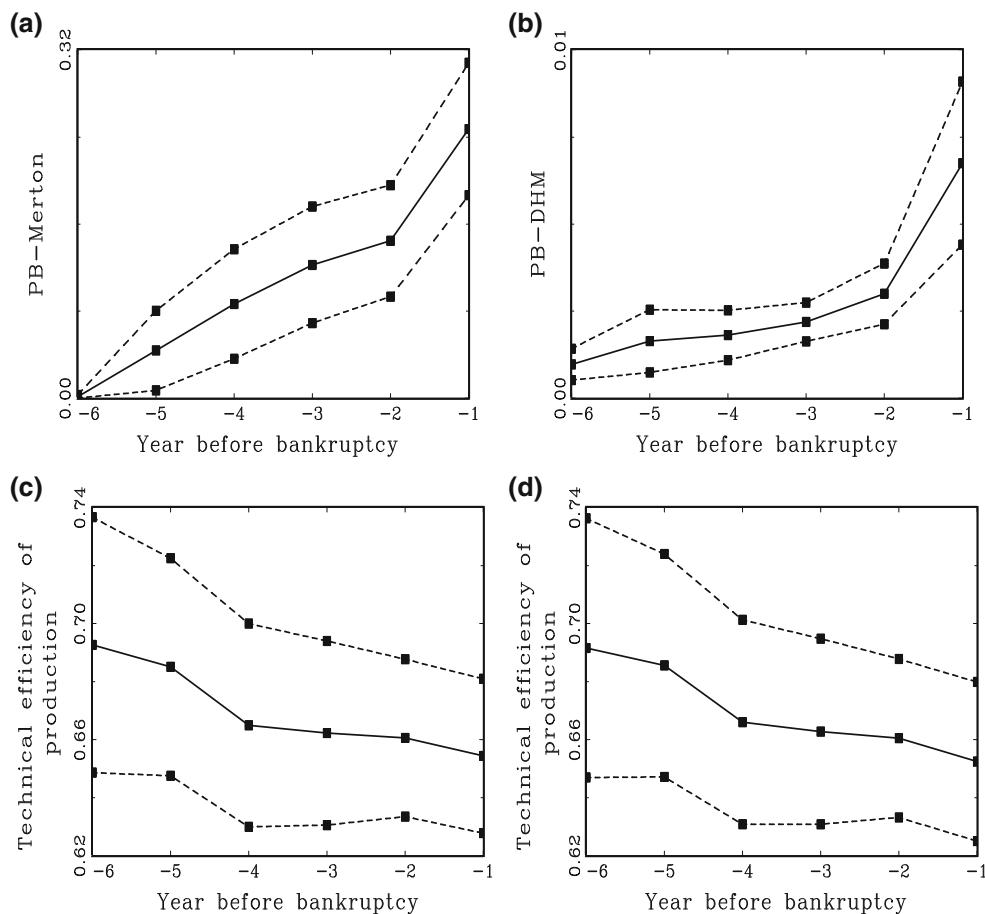 (a)
0.32
PB-Merton
0.00
-6 -5 -4 -3 -2 -1
Year before bankruptcy
(b)
0.01
PB-DHM
0.00
-6 -5 -4 -3 -2 -1
Year before bankruptcy
(c)
0.74
0.70
0.66
0.62
Technical efficiency of
production
-6 -5 -4 -3 -2 -1
Year before bankruptcy
(d)
0.74
0.70
0.66
0.62
Technical efficiency of
production
-6 -5 -4 -3 -2 -1
Year before bankruptcy